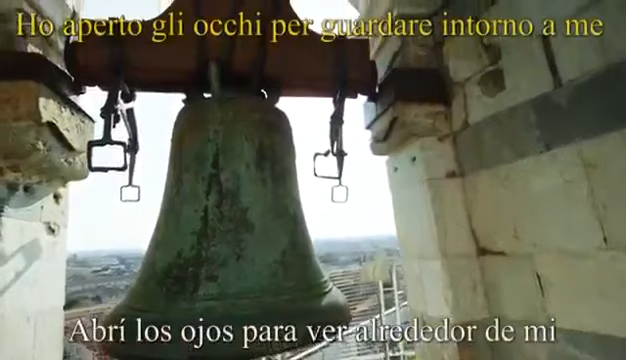 Ho aperto gli occhi per guardare intorno a me
Abrí los ojos para ver alrededor de mi